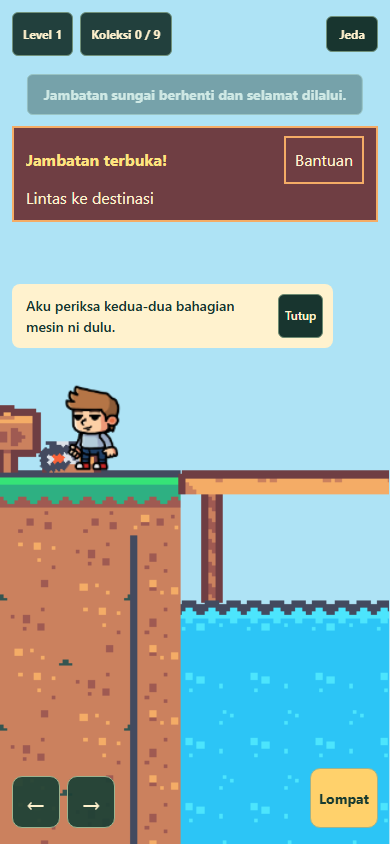 Level 1
Koleksi 0 / 9
Jeda
Jambatan sungai berhenti dan selamat dilalui.
Jambatan terbuka!
Bantuan
Lintas ke destinasi
Aku periksa kedua-dua bahagian
mesin ni dulu.
Tutup
← →
Lompat